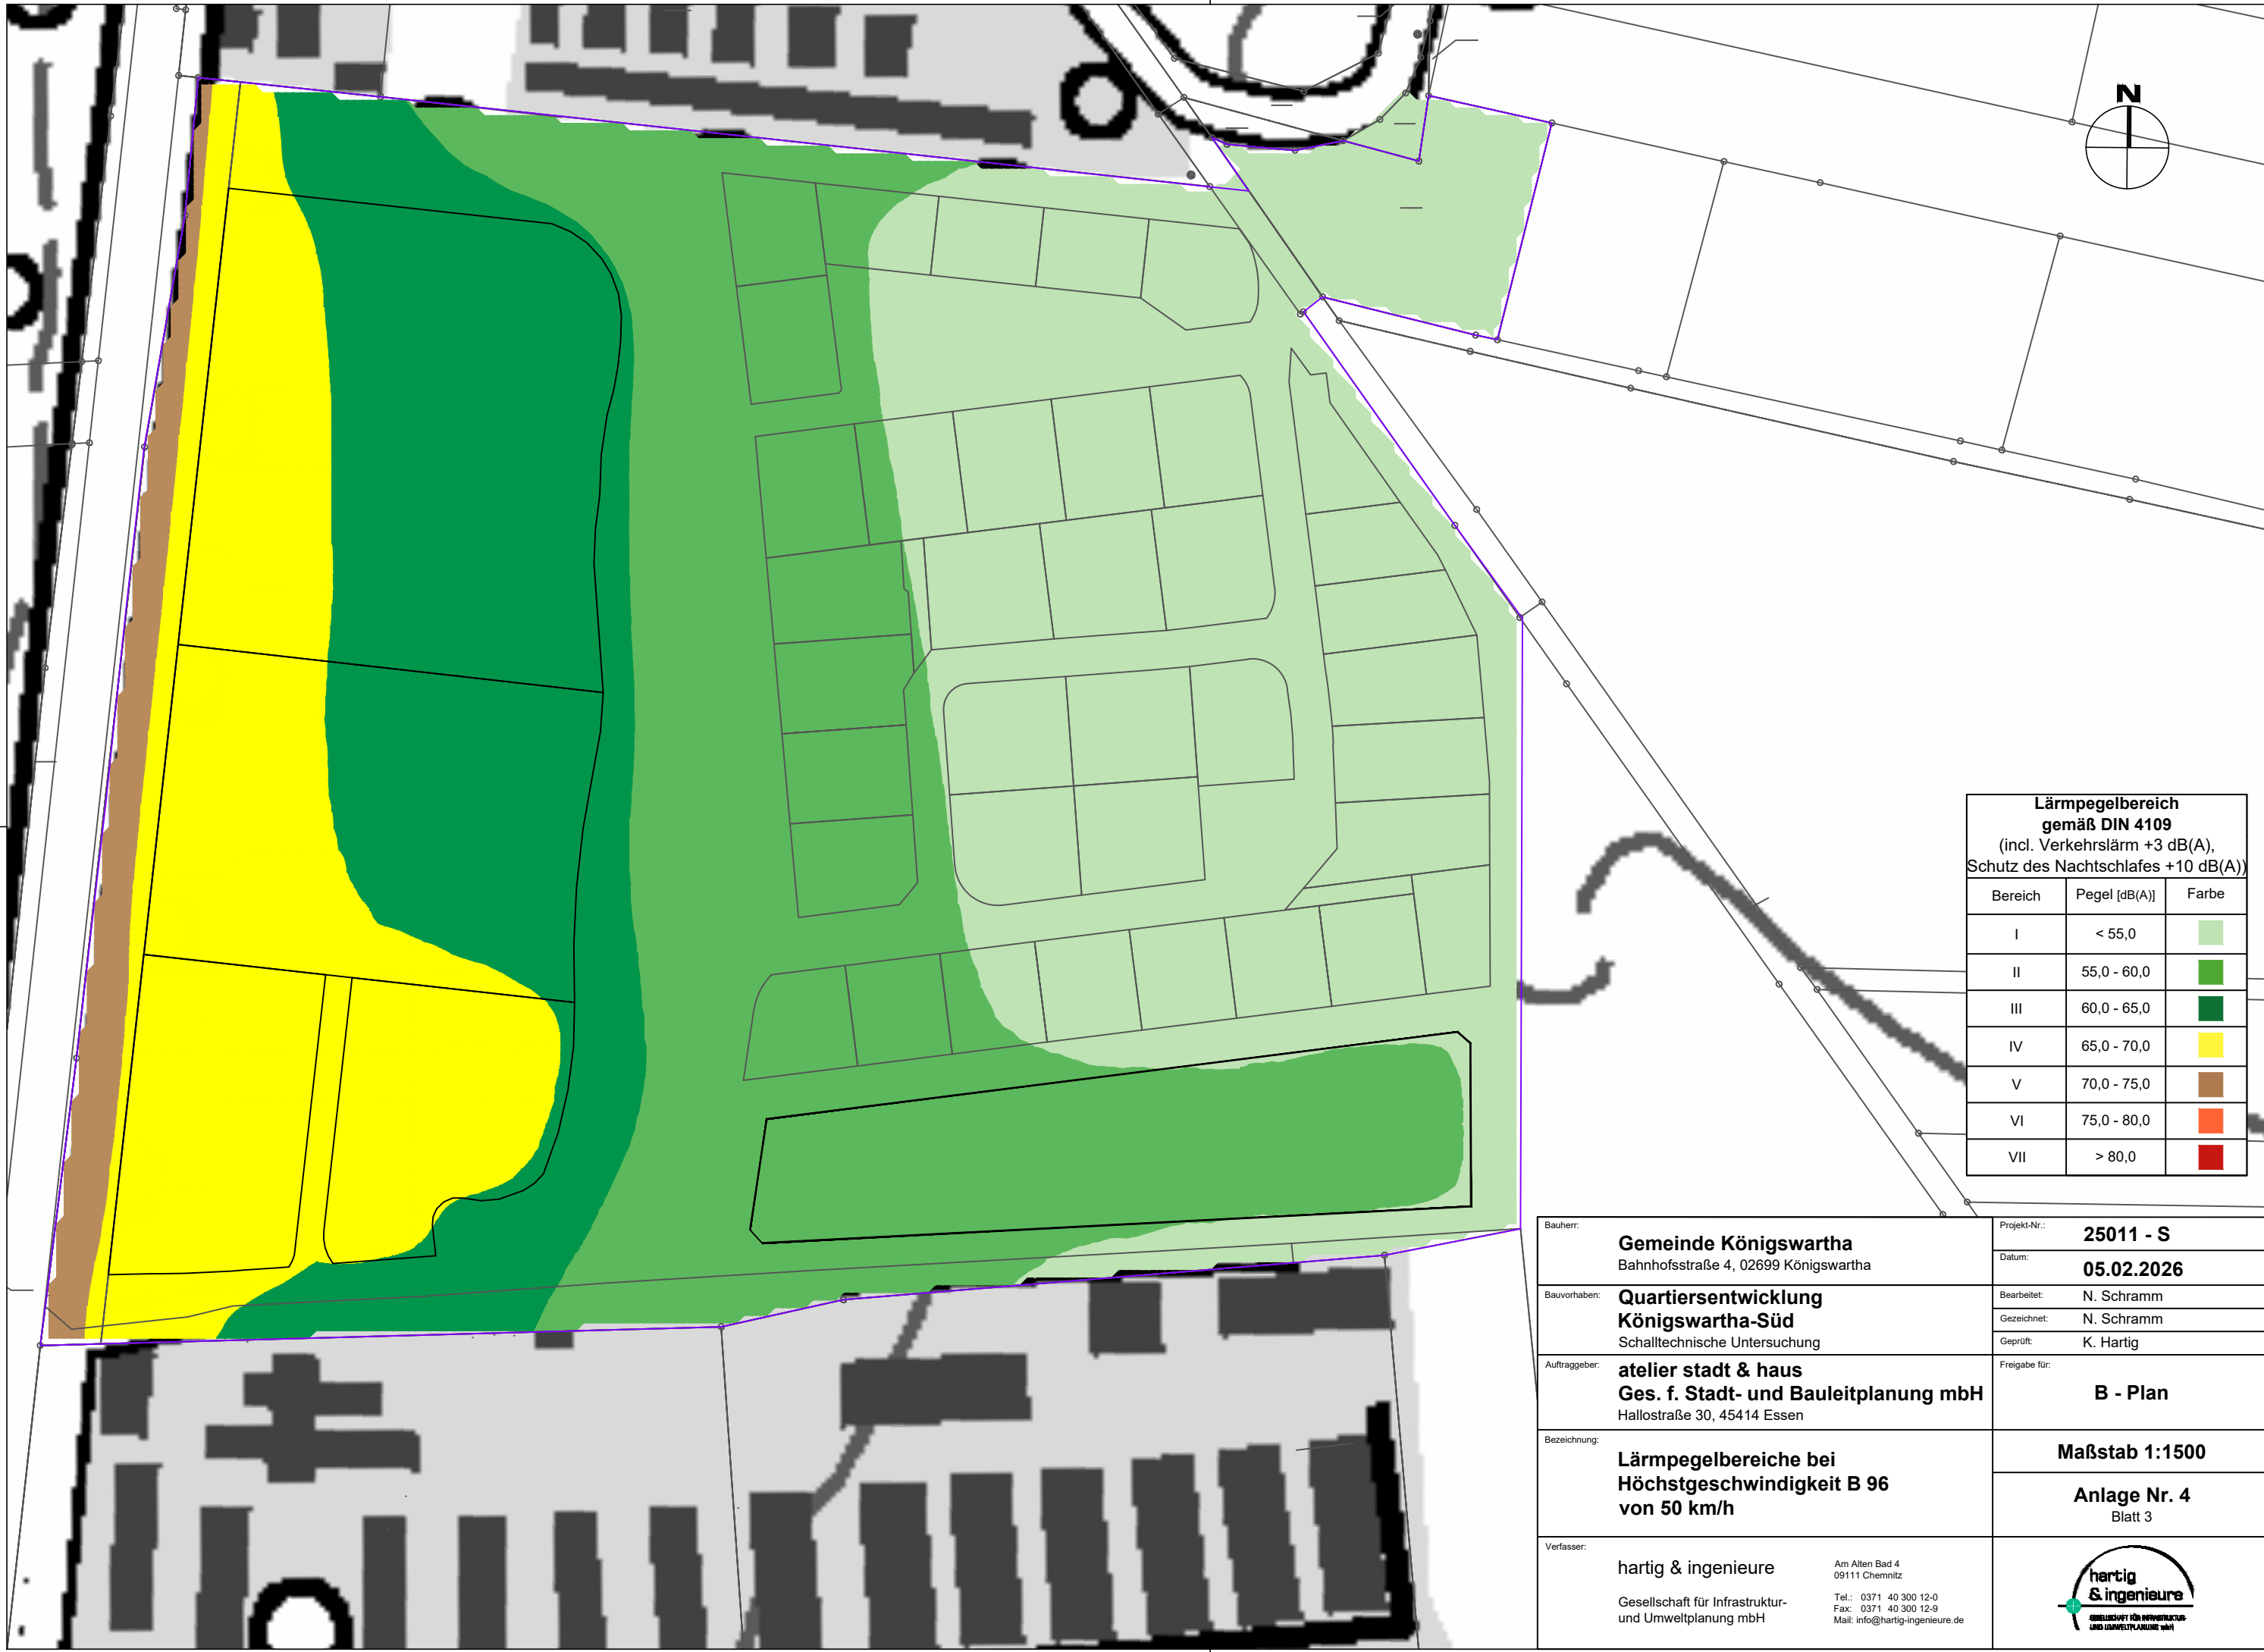 N
Lärmpegelbereich
gemäß DIN 4109
(incl. Verkehrslärm +3 dB(A),
Schutz des Nachtschlafes +10 dB(A))
Bereich Pegel [dB(A)] Farbe
I < 55,0
II 55,0 - 60,0
III 60,0 - 65,0
IV 65,0 - 70,0
V 70,0 - 75,0
VI 75,0 - 80,0
VII > 80,0
Bauherr:
Gemeinde Königswartha
Bahnhofsstraße 4, 02699 Königswartha
Projekt-Nr.:
25011 - S
Datum:
05.02.2026
Bauvorhaben:
Quartiersentwicklung
Königswartha-Süd
Schalltechnische Untersuchung
Bearbeitet: N. Schramm
Gezeichnet: N. Schramm
Geprüft: K. Hartig
Auftraggeber:
atelier stadt & haus
Ges. f. Stadt- und Bauleitplanung mbH
Hallostraße 30, 45414 Essen
Freigabe für:
B - Plan
Bezeichnung:
Lärmpegelbereiche bei
Höchstgeschwindigkeit B 96
von 50 km/h
Maßstab 1:1500
Anlage Nr. 4
Blatt 3
Verfasser:
hartig & ingenieure
Gesellschaft für Infrastruktur-
und Umweltplanung mbH
Am Alten Bad 4
09111 Chemnitz
Tel.: 0371 40 300 12-0
Fax: 0371 40 300 12-9
Mail: info@hartig-ingenieure.de
hartig
& ingenieure
GESELLSCHAFT FÜR INFRASTRUKTUR-
UND UMWELTPLANUNG mbH